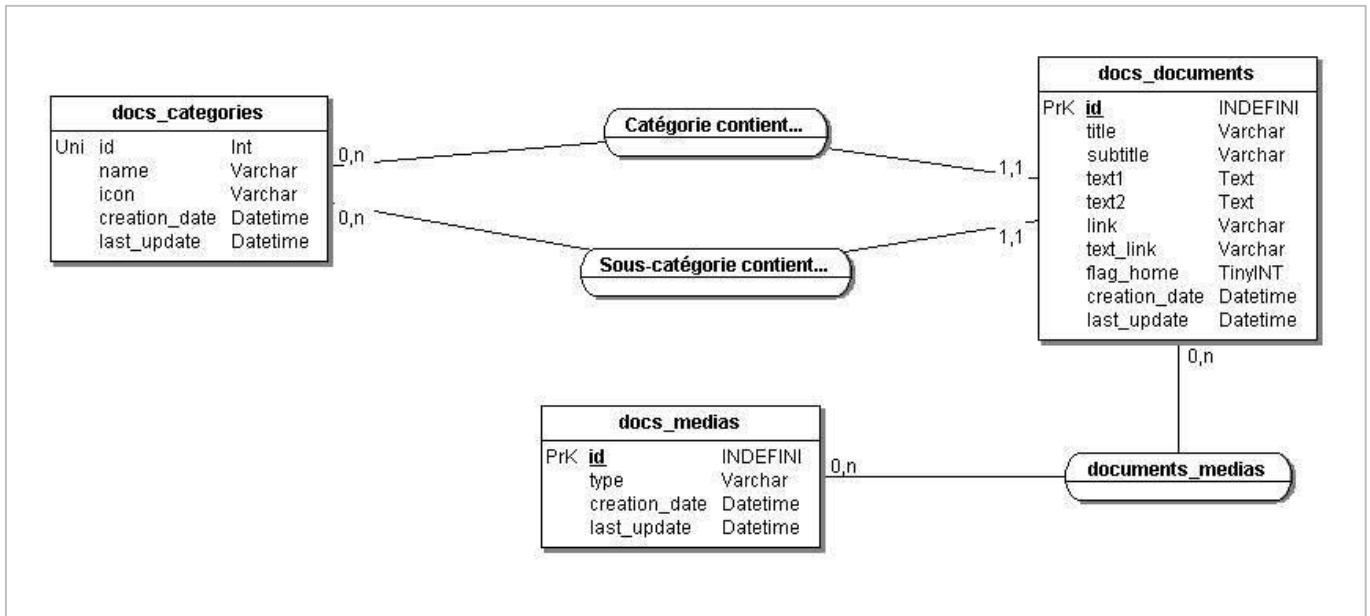 docs_categories
Uni id Int
name Varchar
icon Varchar
creation_date Datetime
last_update Datetime
0,n
0,n
Catégorie contient...
Sous-catégorie contient...
1,1
1,1
docs_documents
PrK id INDEFINI
title Varchar
subtitle Varchar
text1 Text
text2 Text
link Varchar
text_link Varchar
flag_home TinyINT
creation_date Datetime
last_update Datetime
0,n
docs_medias
PrK id INDEFINI
type Varchar
creation_date Datetime
last_update Datetime
0,n
documents_medias